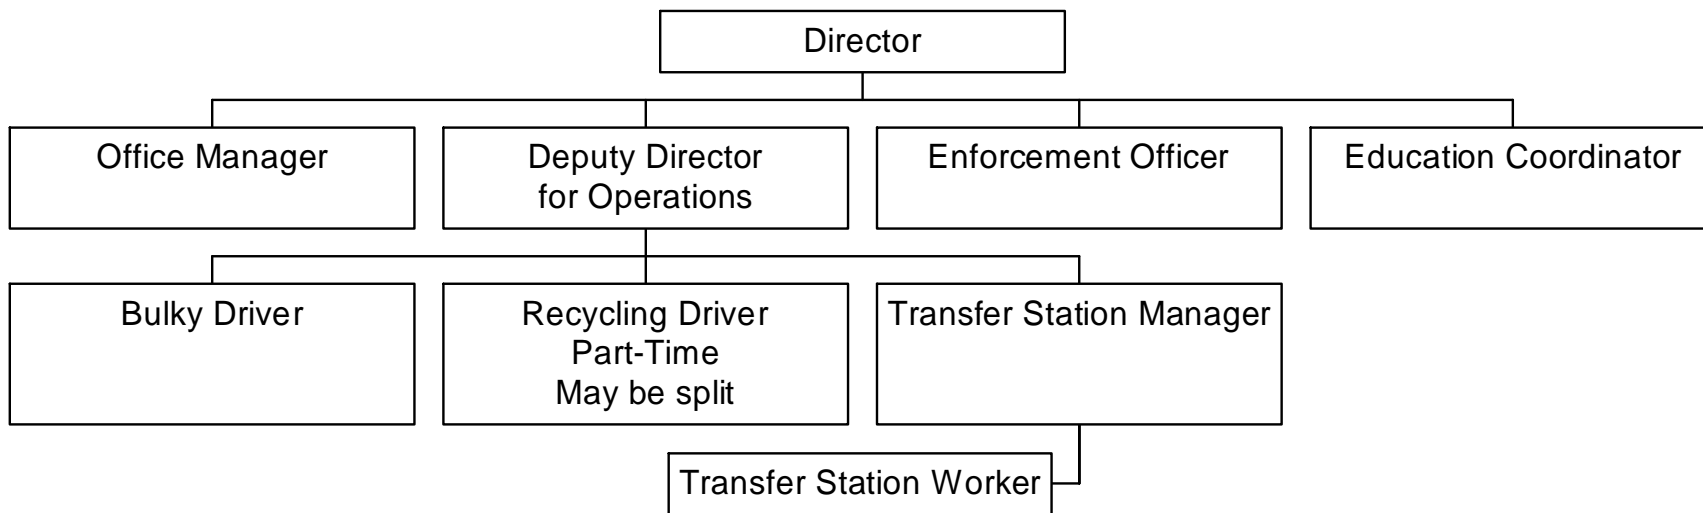 Director
Office Manager
Deputy Director
for Operations
Enforcement Officer
Education Coordinator
Bulky Driver
Recycling Driver
Part-Time
May be split
Transfer Station Manager
Transfer Station Worker